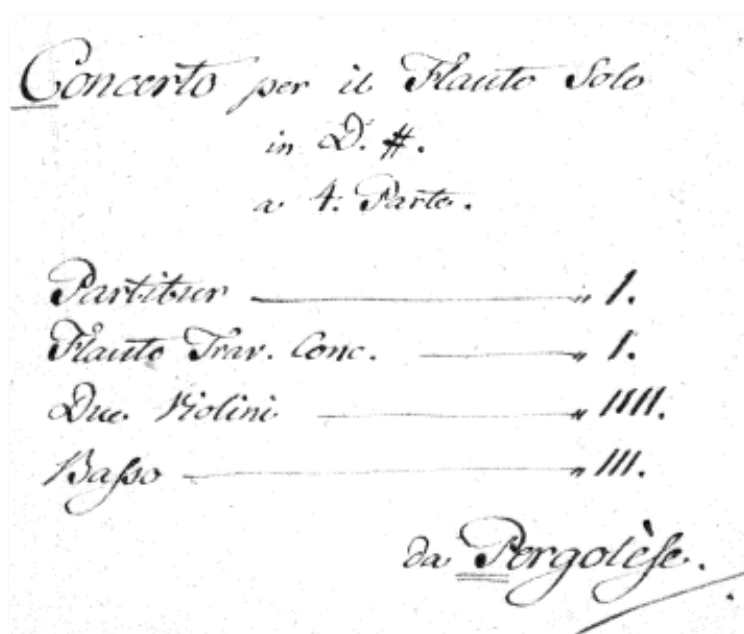 Concerto per il Flauto Solo
in D. #.
a 4. Parte.
Partitur — „ 1.
Flauto Trav. Conc. — „ 1.
Due Violini — „ IIII.
Baſso — „ III.
da Pergolèſe.